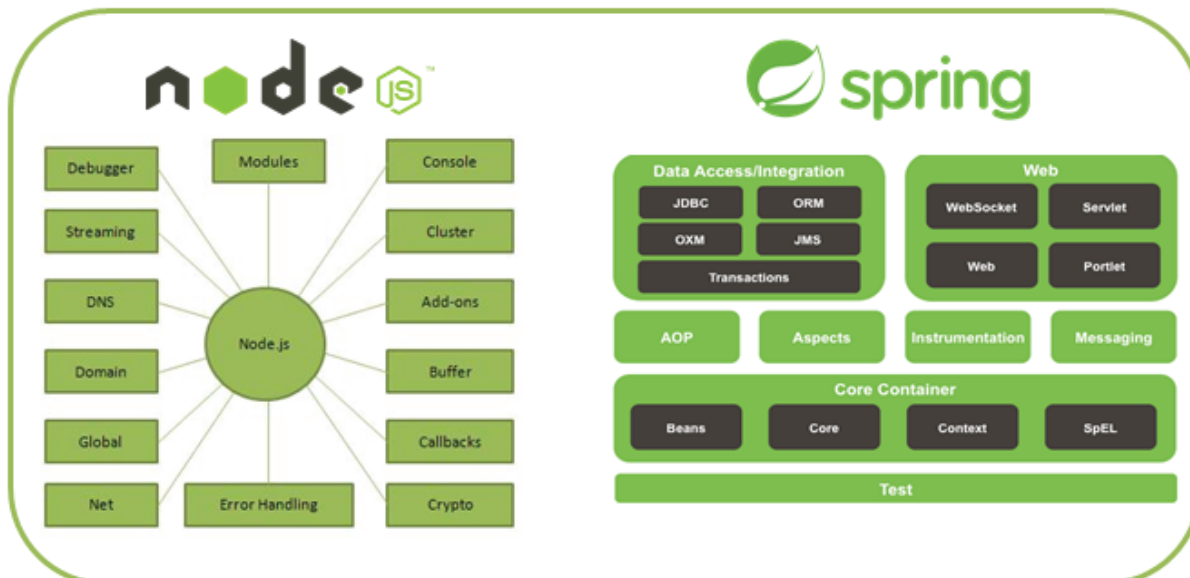 node JS ™
Debugger
Modules
Console
Streaming
Cluster
DNS
Add-ons
Node.js
Domain
Buffer
Global
Callbacks
Net
Error Handling
Crypto
spring
Data Access/Integration
JDBC
ORM
OXM
JMS
Transactions
Web
WebSocket
Servlet
Web
Portlet
AOP
Aspects
Instrumentation
Messaging
Core Container
Beans
Core
Context
SpEL
Test